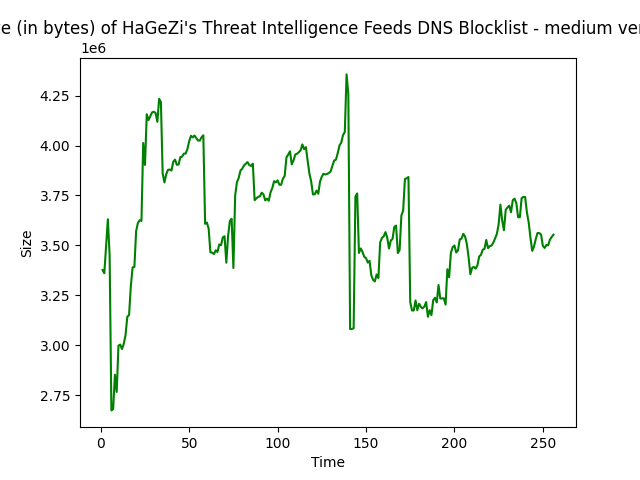 e (in bytes) of HaGeZi's Threat Intelligence Feeds DNS Blocklist - medium ver
1e6
4.25
4.00
3.75
3.50
3.25
3.00
2.75
Size
0 50 100 150 200 250
Time